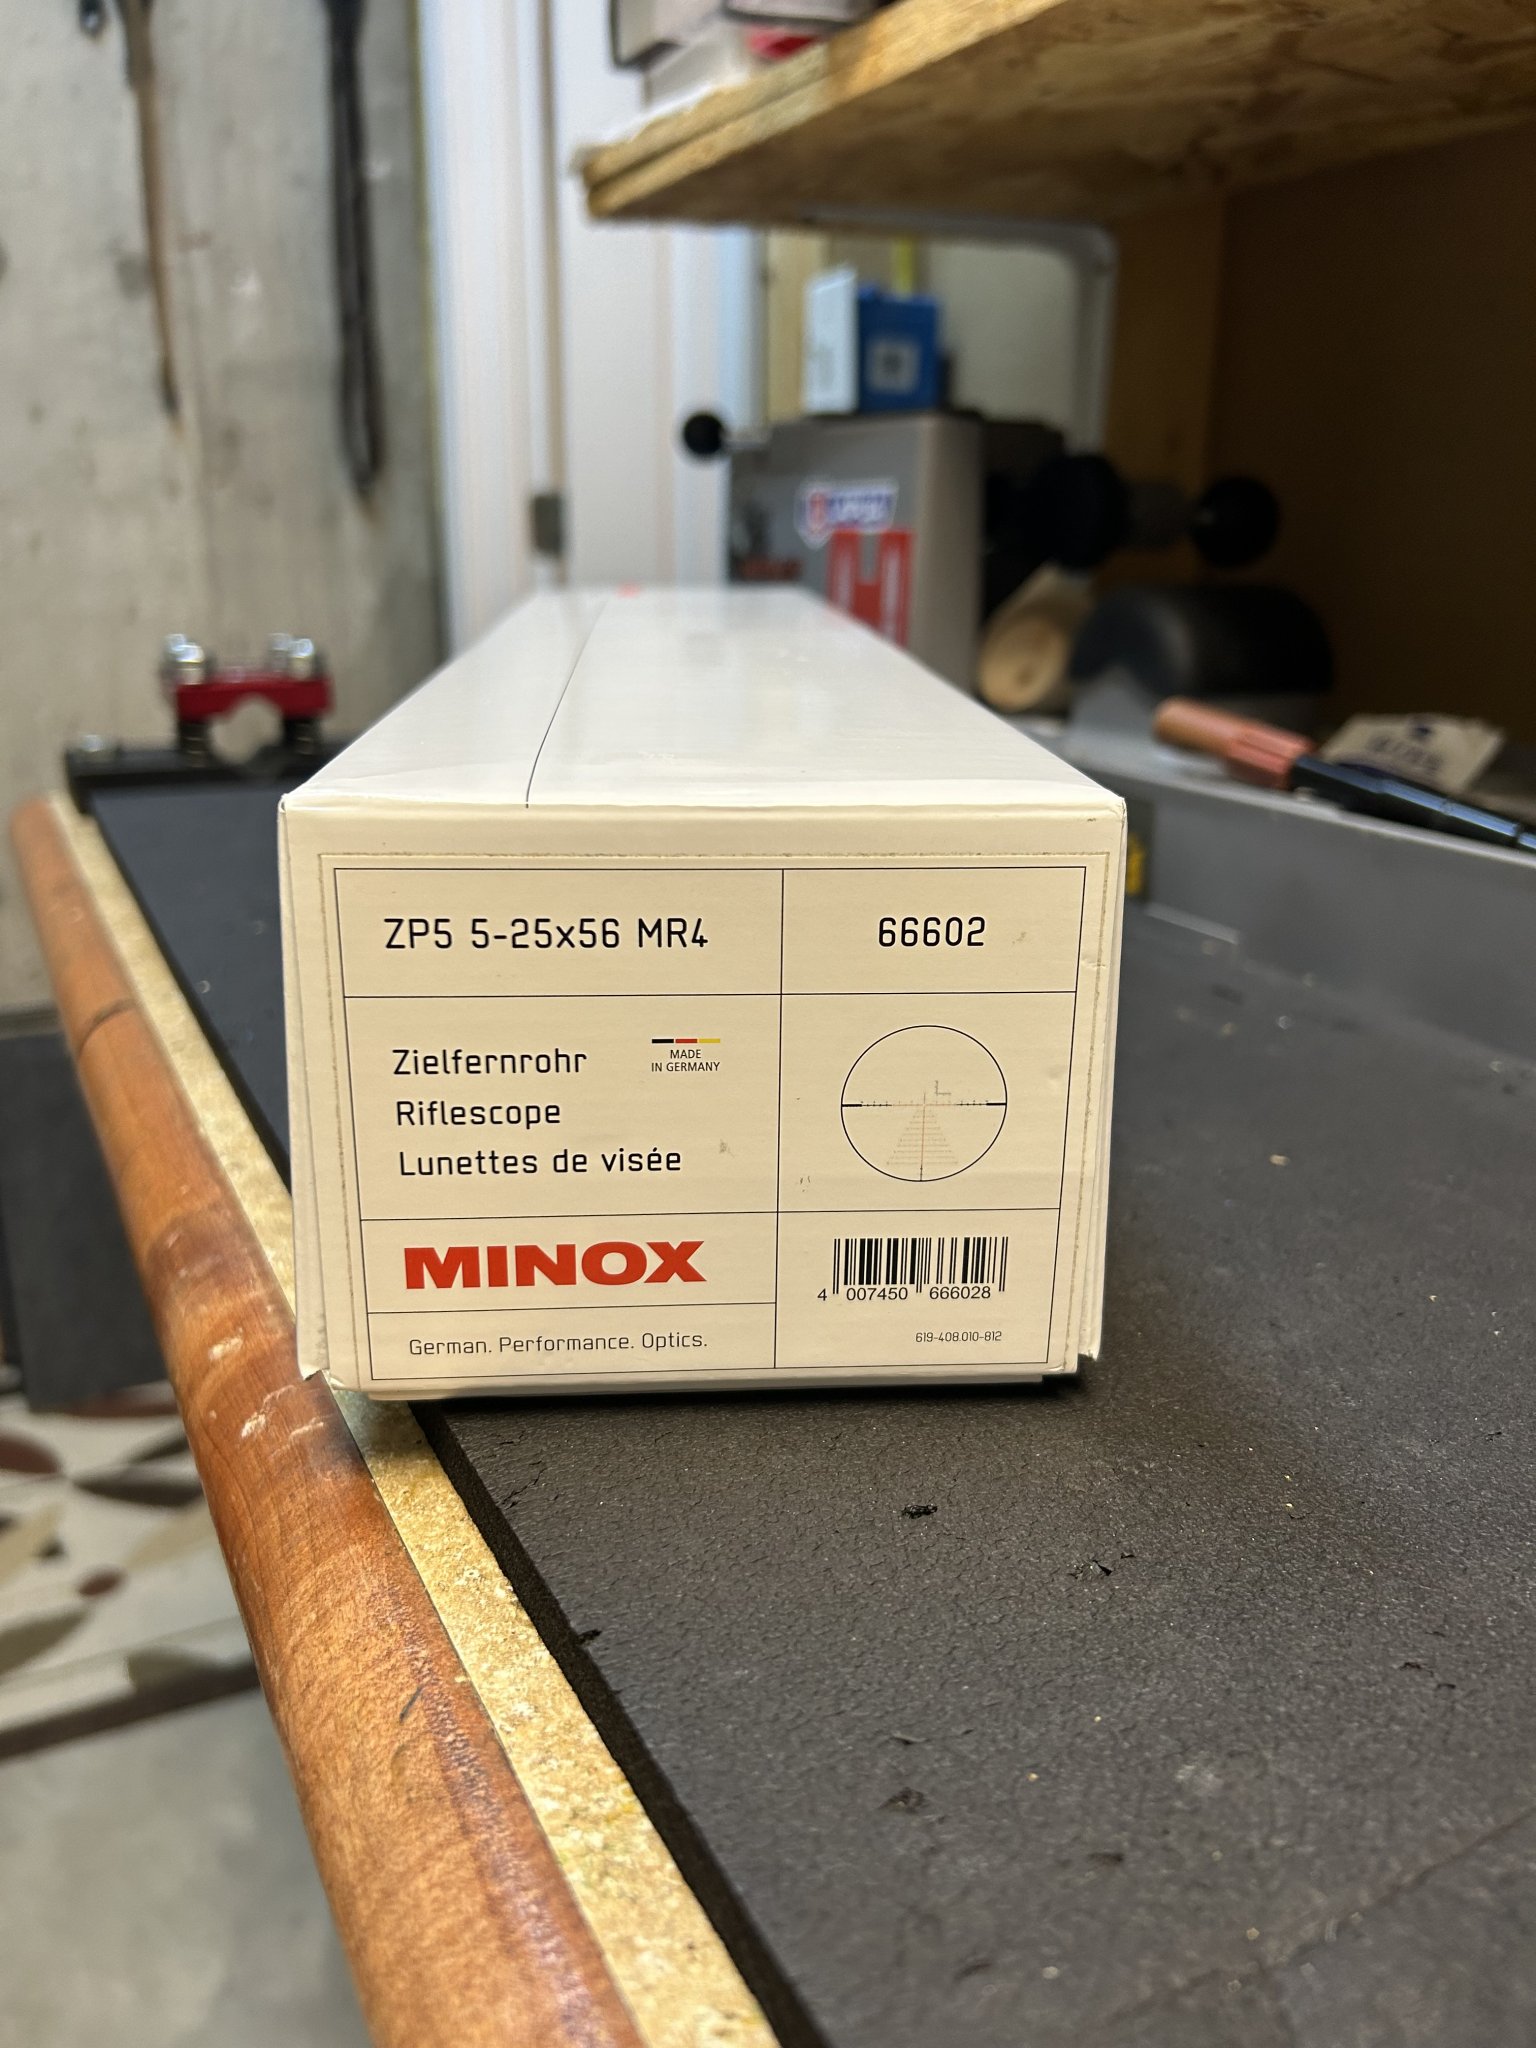 ZP5 5-25x56 MR4
66602
Zielfernrohr
Riflescope
Lunettes de visée
MADE
IN GERMANY
MINOX
German. Performance. Optics.
4 007450 666028
619-408.010-812